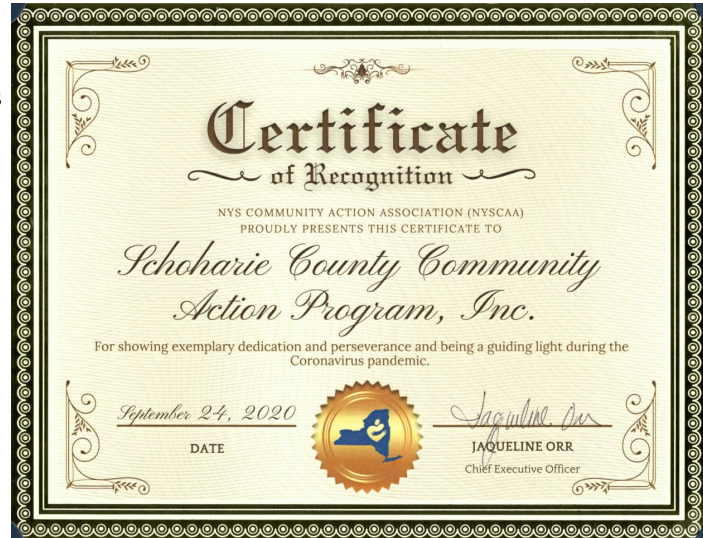 Certificate
of Recognition
NYS COMMUNITY ACTION ASSOCIATION (NYSCAA)
PROUDLY PRESENTS THIS CERTIFICATE TO
Schoharie County Community
Action Program, Inc.
For showing exemplary dedication and perseverance and being a guiding light during the
Coronavirus pandemic.
September 24, 2020
DATE
Jaqueline Orr
JAQUELINE ORR
Chief Executive Officer